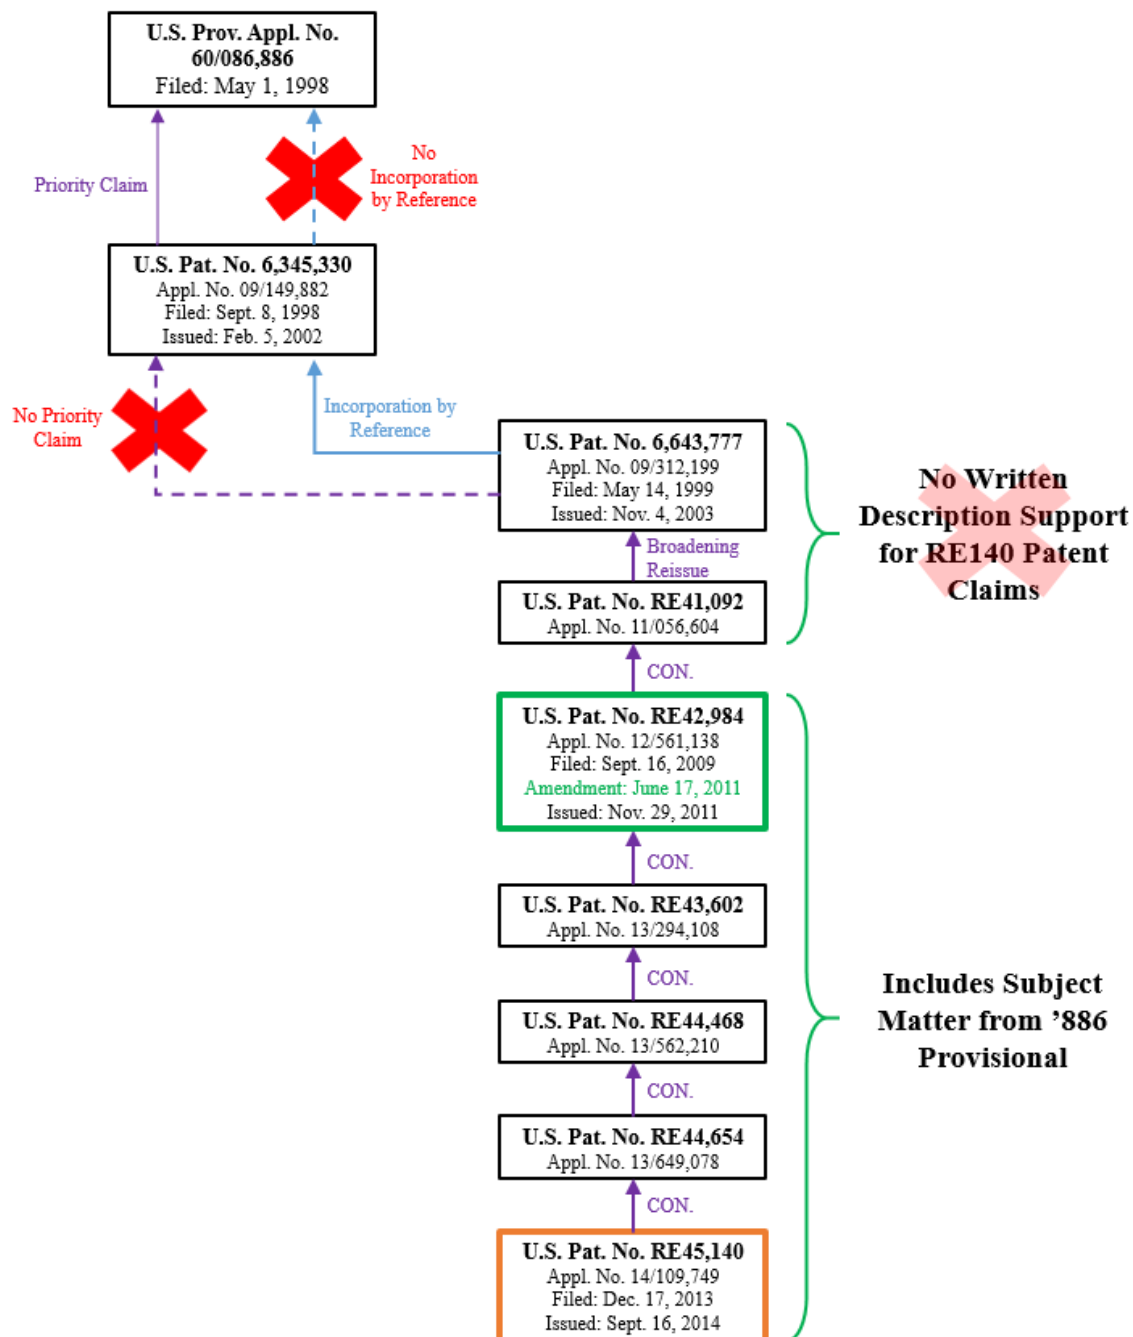 U.S. Prov. Appl. No.
60/086,886
Filed: May 1, 1998
Priority Claim
No
Incorporation
by Reference
U.S. Pat. No. 6,345,330
Appl. No. 09/149,882
Filed: Sept. 8, 1998
Issued: Feb. 5, 2002
No Priority
Claim
Incorporation by
Reference
U.S. Pat. No. 6,643,777
Appl. No. 09/312,199
Filed: May 14, 1999
Issued: Nov. 4, 2003
No Written
Description Support
for RE140 Patent
Claims
Broadening
Reissue
U.S. Pat. No. RE41,092
Appl. No. 11/056,604
CON.
U.S. Pat. No. RE42,984
Appl. No. 12/561,138
Filed: Sept. 16, 2009
Amendment: June 17, 2011
Issued: Nov. 29, 2011
CON.
U.S. Pat. No. RE43,602
Appl. No. 13/294,108
CON.
Includes Subject
Matter from ’886
Provisional
U.S. Pat. No. RE44,468
Appl. No. 13/562,210
CON.
U.S. Pat. No. RE44,654
Appl. No. 13/649,078
CON.
U.S. Pat. No. RE45,140
Appl. No. 14/109,749
Filed: Dec. 17, 2013
Issued: Sept. 16, 2014